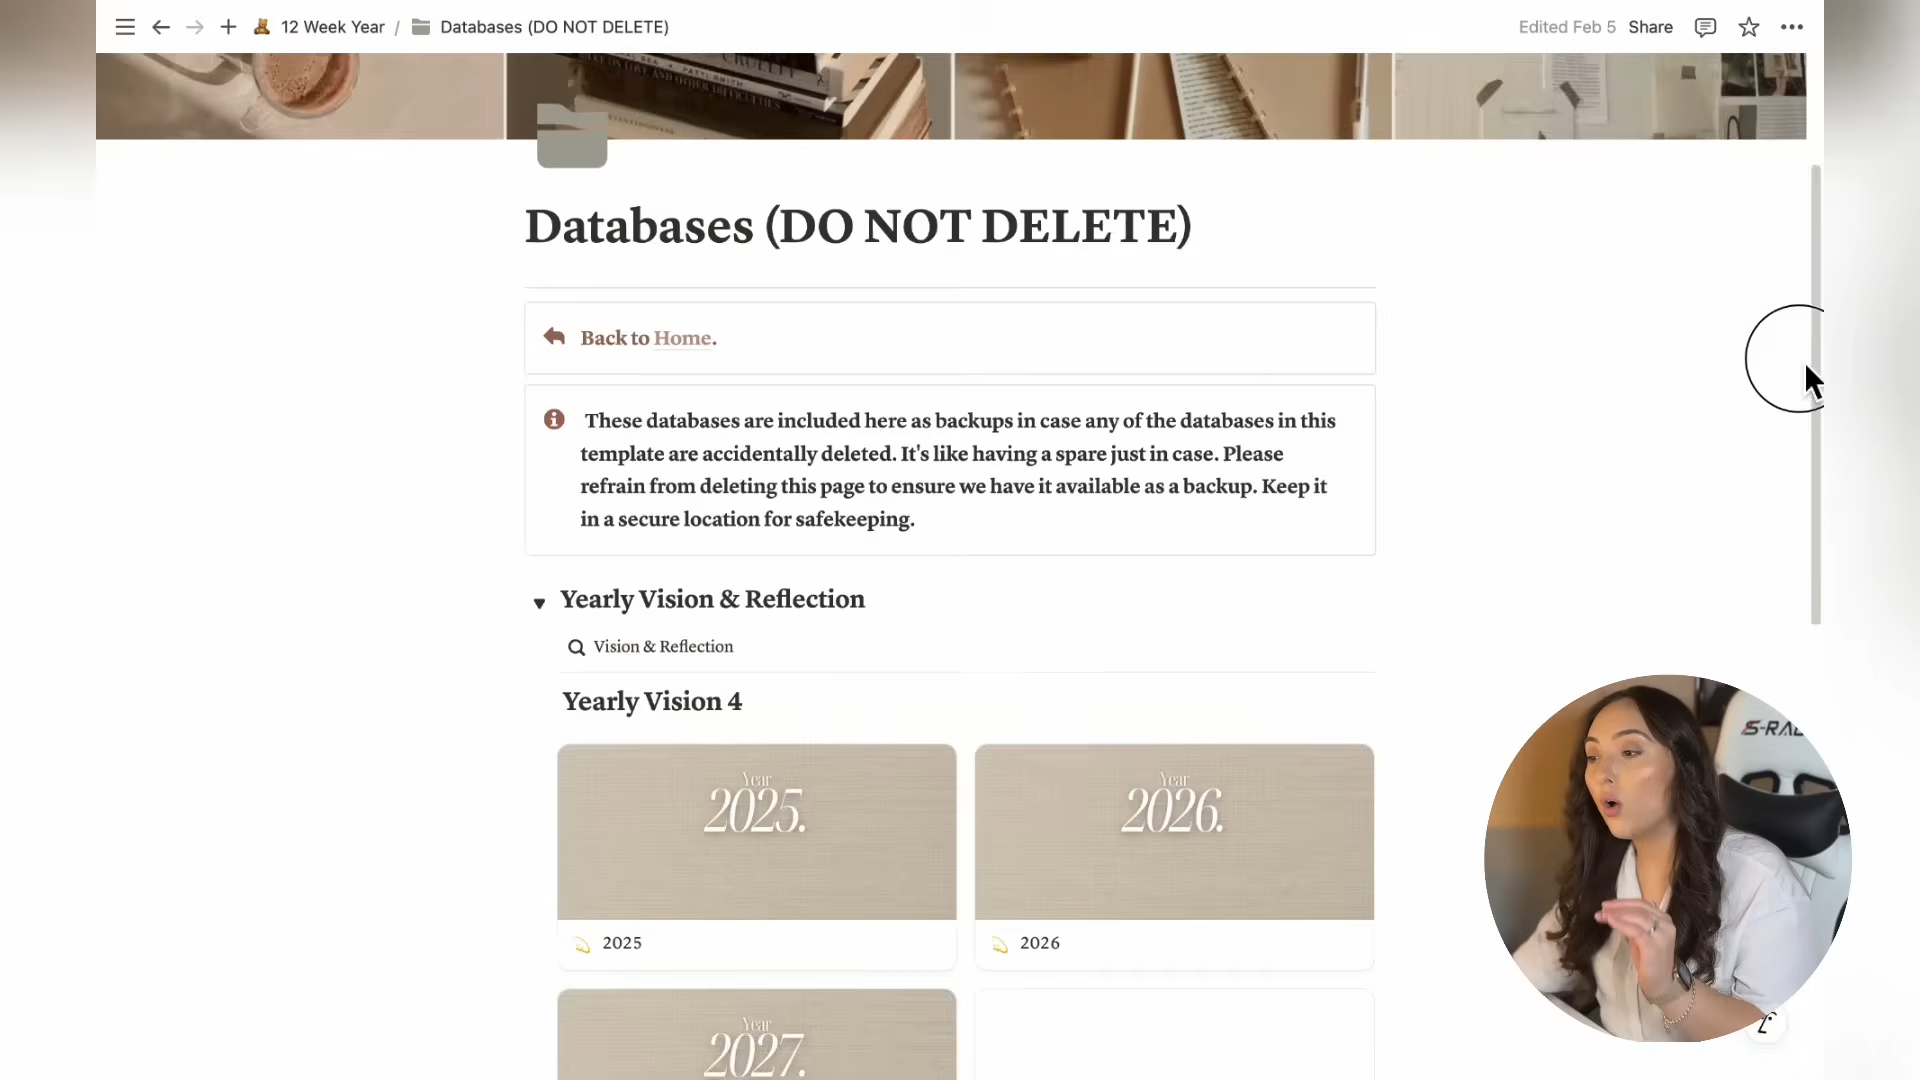 12 Week Year / Databases (DO NOT DELETE)
Edited Feb 5 Share
CRUELTY
PATTI SMITH
Databases (DO NOT DELETE)
Back to Home.
These databases are included here as backups in case any of the databases in this
template are accidentally deleted. It's like having a spare just in case. Please
refrain from deleting this page to ensure we have it available as a backup. Keep it
in a secure location for safekeeping.
Yearly Vision & Reflection
Vision & Reflection
Yearly Vision 4
Year
2025.
Year
2026.
S-RAC
2025
2026
Year
2027.